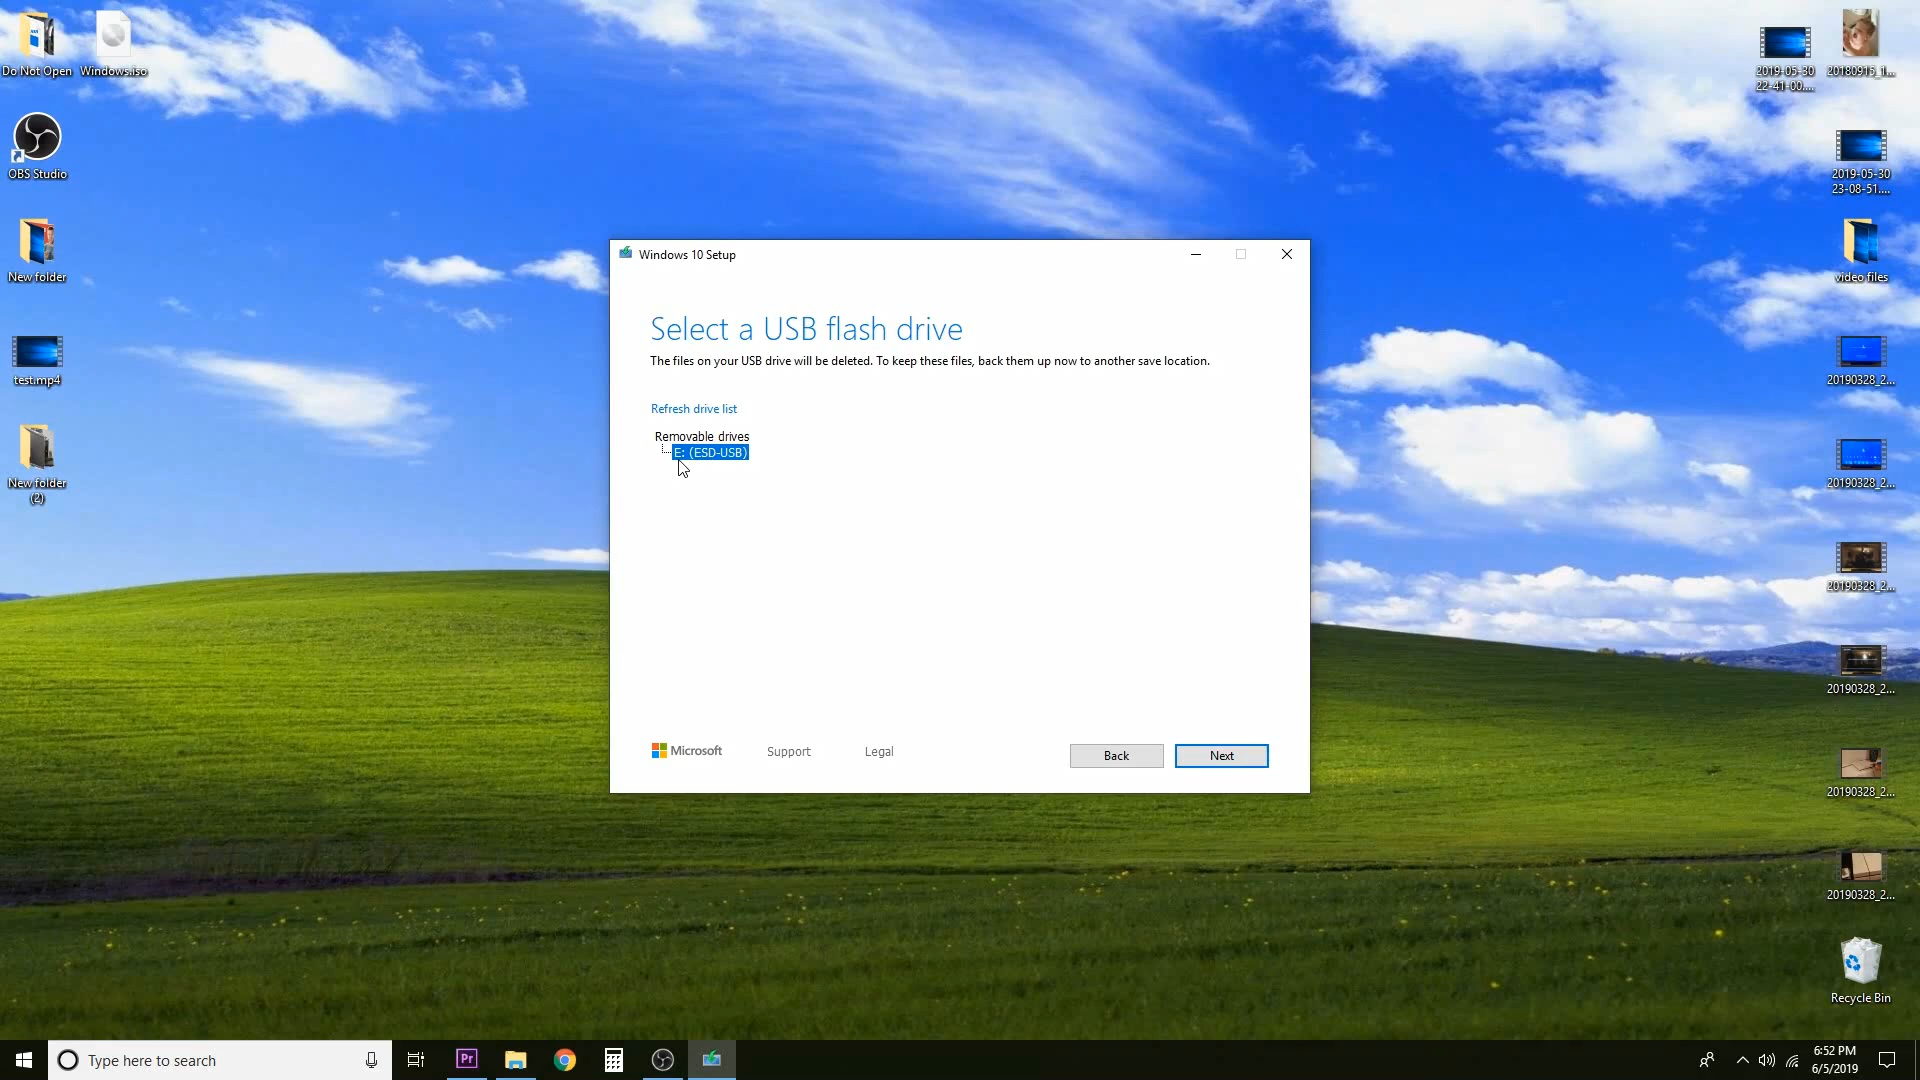 Do Not Open
Windows.iso
OBS Studio
New folder
test.mp4
New folder
(2)
Windows 10 Setup
Select a USB flash drive
The files on your USB drive will be deleted. To keep these files, back them up now to another save location.
Refresh drive list
Removable drives
E: (ESD-USB)
Microsoft
Support
Legal
Back
Next
2019-05-30
22-41-00....
20180915_1...
2019-05-30
23-08-51....
video files
20190328_2...
20190328_2...
20190328_2...
20190328_2...
20190328_2...
20190328_2...
Recycle Bin
Type here to search
Pr
6:52 PM
6/5/2019